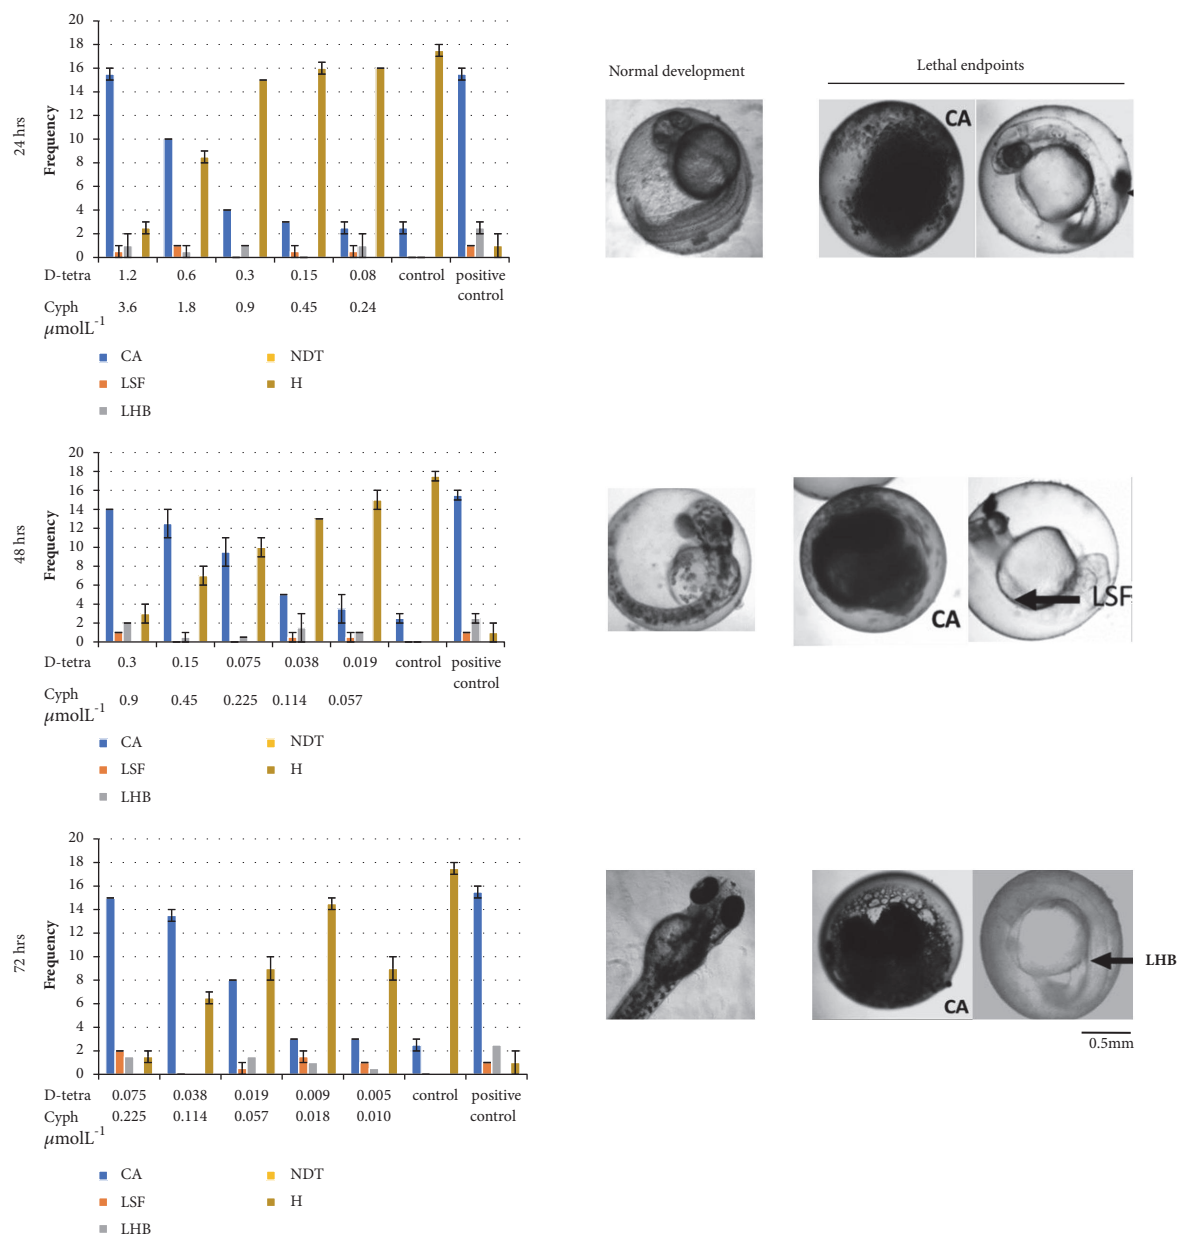 24 hrs
Frequency
20
18
16
14
12
10
8
6
4
2
0
D-tetra 1.2 0.6 0.3 0.15 0.08 control positive control
Cyph 3.6 1.8 0.9 0.45 0.24
μmolL⁻¹
CA NDT
LSF H
LHB
Normal development
Lethal endpoints
CA
48 hrs
Frequency
20
18
16
14
12
10
8
6
4
2
0
D-tetra 0.3 0.15 0.075 0.038 0.019 control positive control
Cyph 0.9 0.45 0.225 0.114 0.057
μmolL⁻¹
CA NDT
LSF H
LHB
CA
LSF
72 hrs
Frequency
20
18
16
14
12
10
8
6
4
2
0
D-tetra 0.075 0.038 0.019 0.009 0.005 control positive control
Cyph 0.225 0.114 0.057 0.018 0.010
μmolL⁻¹
CA NDT
LSF H
LHB
CA
LHB
0.5mm